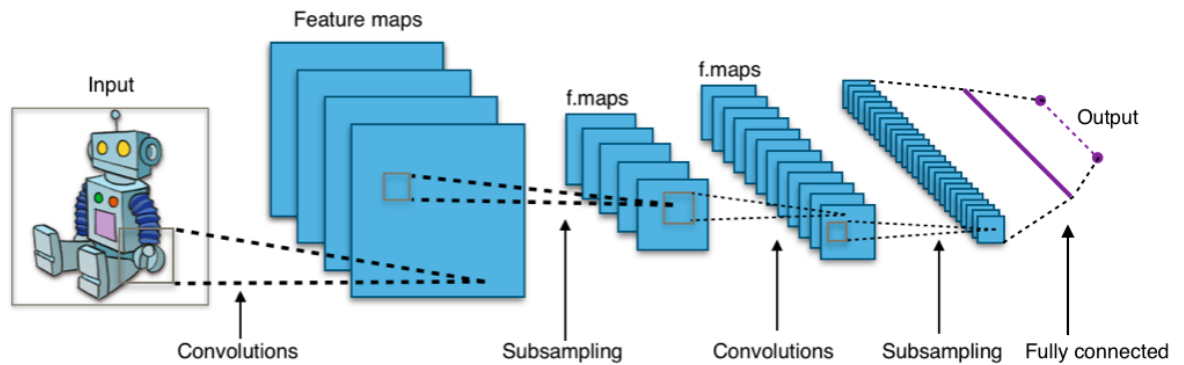 Feature maps
Input
f.maps
f.maps
Output
Convolutions
Subsampling
Convolutions
Subsampling
Fully connected